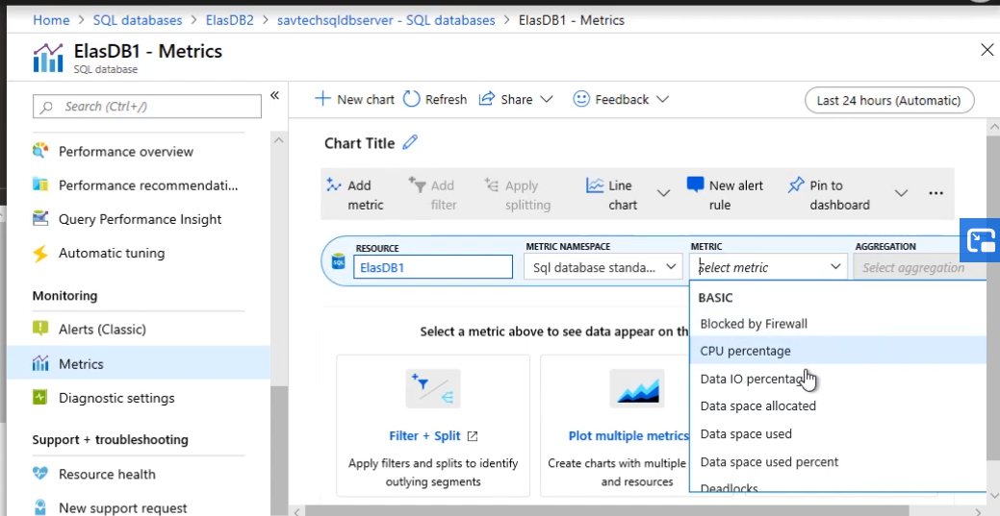 Home > SQL databases > ElasDB2 > savtechsqldbserver - SQL databases > ElasDB1 - Metrics
ElasDB1 - Metrics
SQL database
Search (Ctrl+/)
«
Performance overview
Performance recommendati...
Query Performance Insight
Automatic tuning
Monitoring
Alerts (Classic)
Metrics
Diagnostic settings
Support + troubleshooting
Resource health
New support request
New chart Refresh Share Feedback
Last 24 hours (Automatic)
Chart Title
Add metric
Add filter
Apply splitting
Line chart
New alert rule
Pin to dashboard
...
RESOURCE METRIC NAMESPACE METRIC AGGREGATION
SQL ElasDB1 Sql database standa... Select metric Select aggregation
BASIC
Blocked by Firewall
CPU percentage
Data IO percentag
Data space allocated
Data space used
Data space used percent
Deadlocks
Select a metric above to see data appear on th
Filter + Split
Apply filters and splits to identify
outlying segments
Plot multiple metrics
Create charts with multiple
and resources